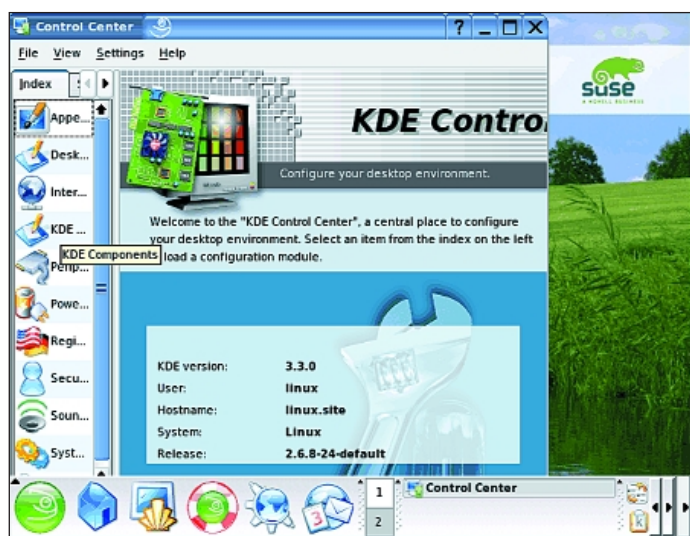 Control Center
File View Settings Help
Index
Appe...
Desk...
Inter...
KDE ...
KDE Components
Perip...
Powe...
Regi...
Secu...
Soun...
Syst...
KDE Contro
Configure your desktop environment.
Welcome to the "KDE Control Center", a central place to configure
your desktop environment. Select an item from the index on the left
load a configuration module.
KDE version: 3.3.0
User: linux
Hostname: linux.site
System: Linux
Release: 2.6.8-24-default
SUSE
A NOVELL BUSINESS
3
1
2
Control Center